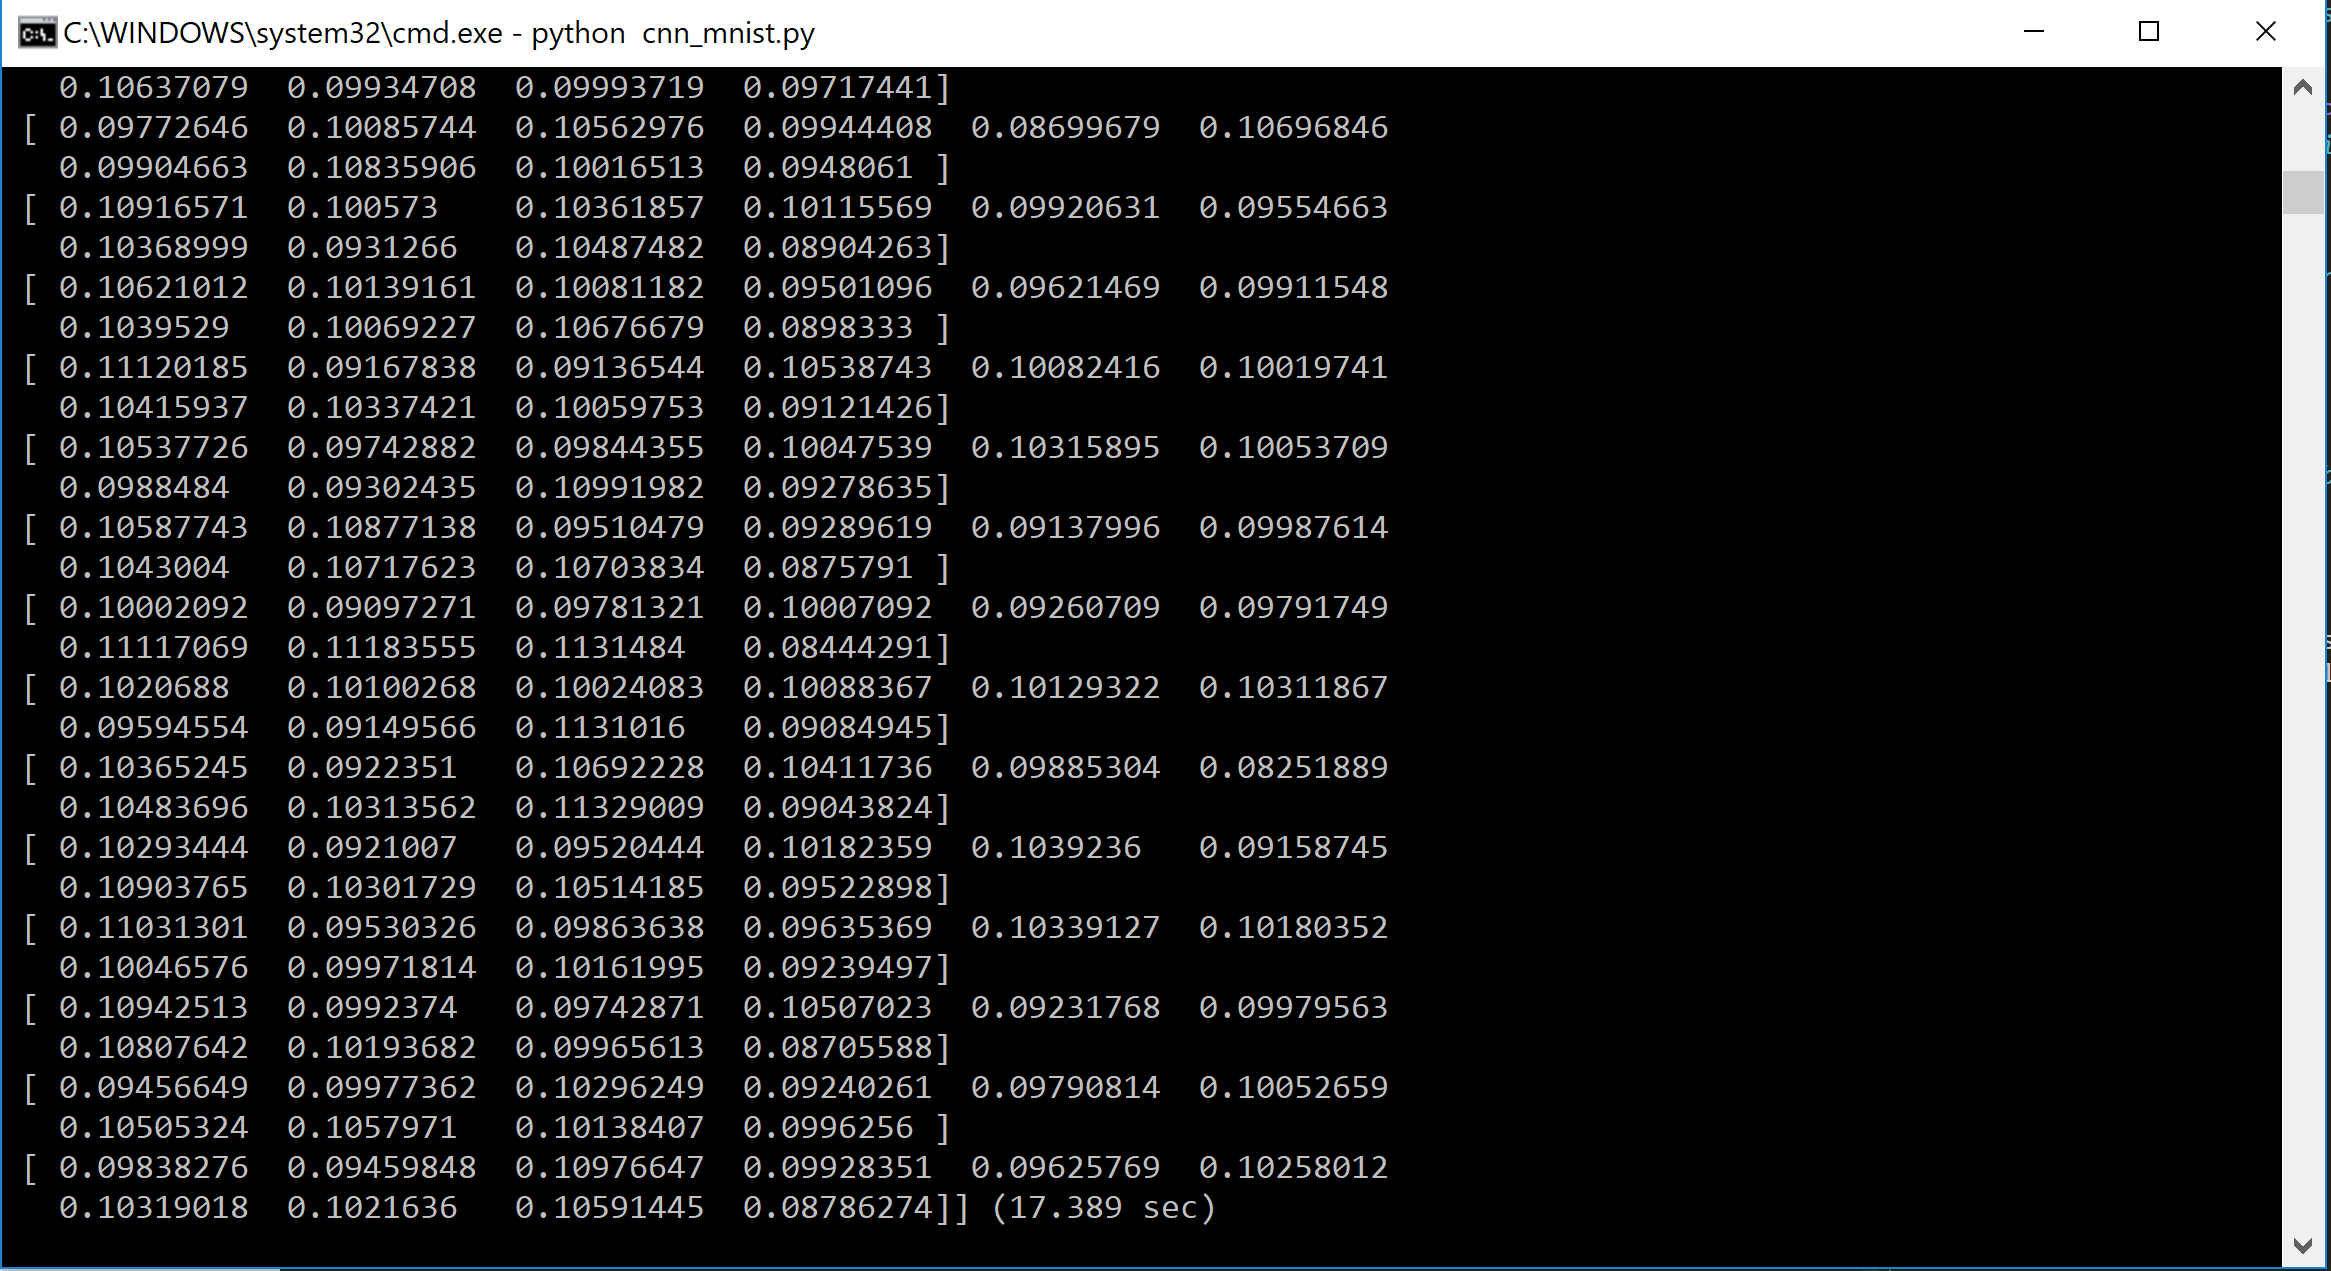 C:\WINDOWS\system32\cmd.exe - python  cnn_mnist.py
0.10637079  0.09934708  0.09993719  0.09717441]
[ 0.09772646  0.10085744  0.10562976  0.09944408  0.08699679  0.10696846
0.09904663  0.10835906  0.10016513  0.0948061 ]
[ 0.10916571  0.100573    0.10361857  0.10115569  0.09920631  0.09554663
0.10368999  0.0931266   0.10487482  0.08904263]
[ 0.10621012  0.10139161  0.10081182  0.09501096  0.09621469  0.09911548
0.1039529   0.10069227  0.10676679  0.0898333 ]
[ 0.11120185  0.09167838  0.09136544  0.10538743  0.10082416  0.10019741
0.10415937  0.10337421  0.10059753  0.09121426]
[ 0.10537726  0.09742882  0.09844355  0.10047539  0.10315895  0.10053709
0.0988484   0.09302435  0.10991982  0.09278635]
[ 0.10587743  0.10877138  0.09510479  0.09289619  0.09137996  0.09987614
0.1043004   0.10717623  0.10703834  0.0875791 ]
[ 0.10002092  0.09097271  0.09781321  0.10007092  0.09260709  0.09791749
0.11117069  0.11183555  0.1131484   0.08444291]
[ 0.1020688   0.10100268  0.10024083  0.10088367  0.10129322  0.10311867
0.09594554  0.09149566  0.1131016   0.09084945]
[ 0.10365245  0.0922351   0.10692228  0.10411736  0.09885304  0.08251889
0.10483696  0.10313562  0.11329009  0.09043824]
[ 0.10293444  0.0921007   0.09520444  0.10182359  0.1039236   0.09158745
0.10903765  0.10301729  0.10514185  0.09522898]
[ 0.11031301  0.09530326  0.09863638  0.09635369  0.10339127  0.10180352
0.10046576  0.09971814  0.10161995  0.09239497]
[ 0.10942513  0.0992374   0.09742871  0.10507023  0.09231768  0.09979563
0.10807642  0.10193682  0.09965613  0.08705588]
[ 0.09456649  0.09977362  0.10296249  0.09240261  0.09790814  0.10052659
0.10505324  0.1057971   0.10138407  0.0996256 ]
[ 0.09838276  0.09459848  0.10976647  0.09928351  0.09625769  0.10258012
0.10319018  0.1021636   0.10591445  0.08786274]] (17.389 sec)